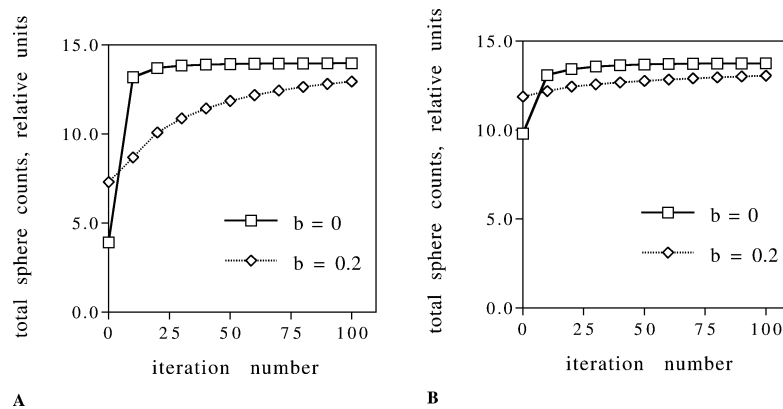 total sphere counts, relative units
15.0
10.0
5.0
0.0
b = 0
b = 0.2
0 25 50 75 100
iteration number
A
total sphere counts, relative units
15.0
10.0
5.0
0.0
b = 0
b = 0.2
0 25 50 75 100
iteration number
B